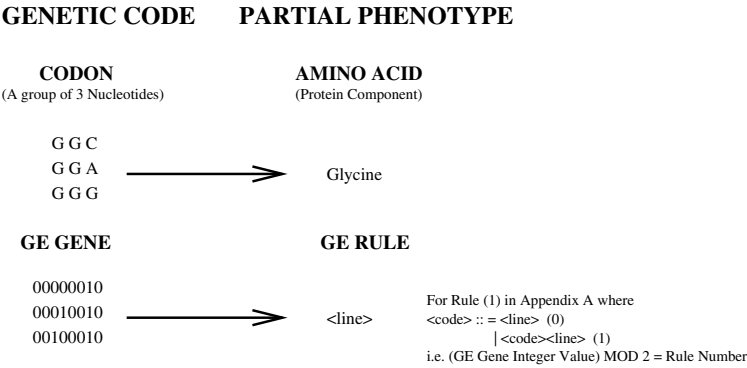 GENETIC CODE PARTIAL PHENOTYPE
CODON AMINO ACID
(A group of 3 Nucleotides) (Protein Component)
G G C
G G A
G G G
Glycine
GE GENE GE RULE
00000010
00010010
00100010
<line>
For Rule (1) in Appendix A where
<code> :: = <line> (0)
| <code><line> (1)
i.e. (GE Gene Integer Value) MOD 2 = Rule Number